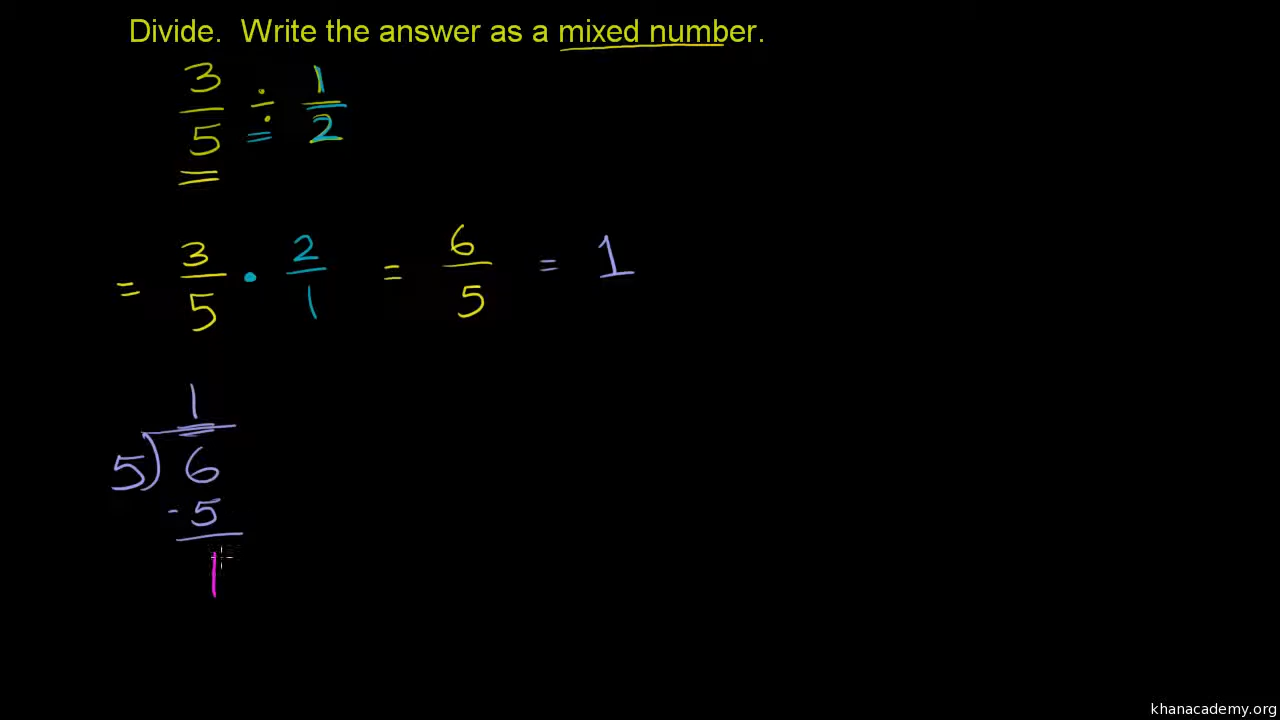 Divide. Write the answer as a mixed number.
3/5 ÷ 1/2
= 3/5 · 2/1 = 6/5 = 1
1
5)6
-5
1
khanacademy.org